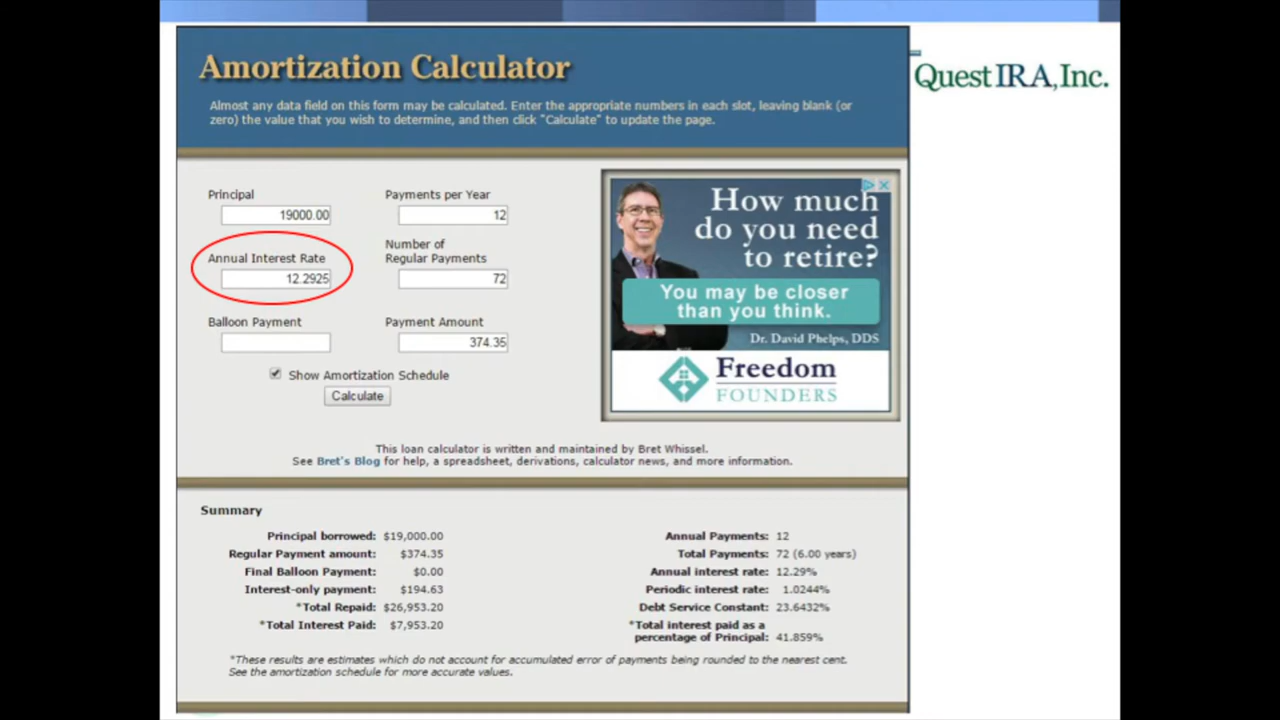 Amortization Calculator
Quest IRA, Inc.
Almost any data field on this form may be calculated. Enter the appropriate numbers in each slot, leaving blank (or
zero) the value that you wish to determine, and then click "Calculate" to update the page.
Principal
19000.00
Payments per Year
12
Annual Interest Rate
12.2925
Number of
Regular Payments
72
Balloon Payment
Payment Amount
374.35
Show Amortization Schedule
Calculate
How much
do you need
to retire?
You may be closer
than you think.
Dr. David Phelps, DDS
Freedom
FOUNDERS
This loan calculator is written and maintained by Bret Whissel.
See Bret's Blog for help, a spreadsheet, derivations, calculator news, and more information.
Summary
Principal borrowed: $19,000.00
Regular Payment amount: $374.35
Final Balloon Payment: $0.00
Interest-only payment: $194.63
*Total Repaid: $26,953.20
*Total Interest Paid: $7,953.20
Annual Payments: 12
Total Payments: 72 (6.00 years)
Annual interest rate: 12.29%
Periodic interest rate: 1.0244%
Debt Service Constant: 23.6432%
*Total interest paid as a
percentage of Principal: 41.859%
*These results are estimates which do not account for accumulated error of payments being rounded to the nearest cent.
See the amortization schedule for more accurate values.